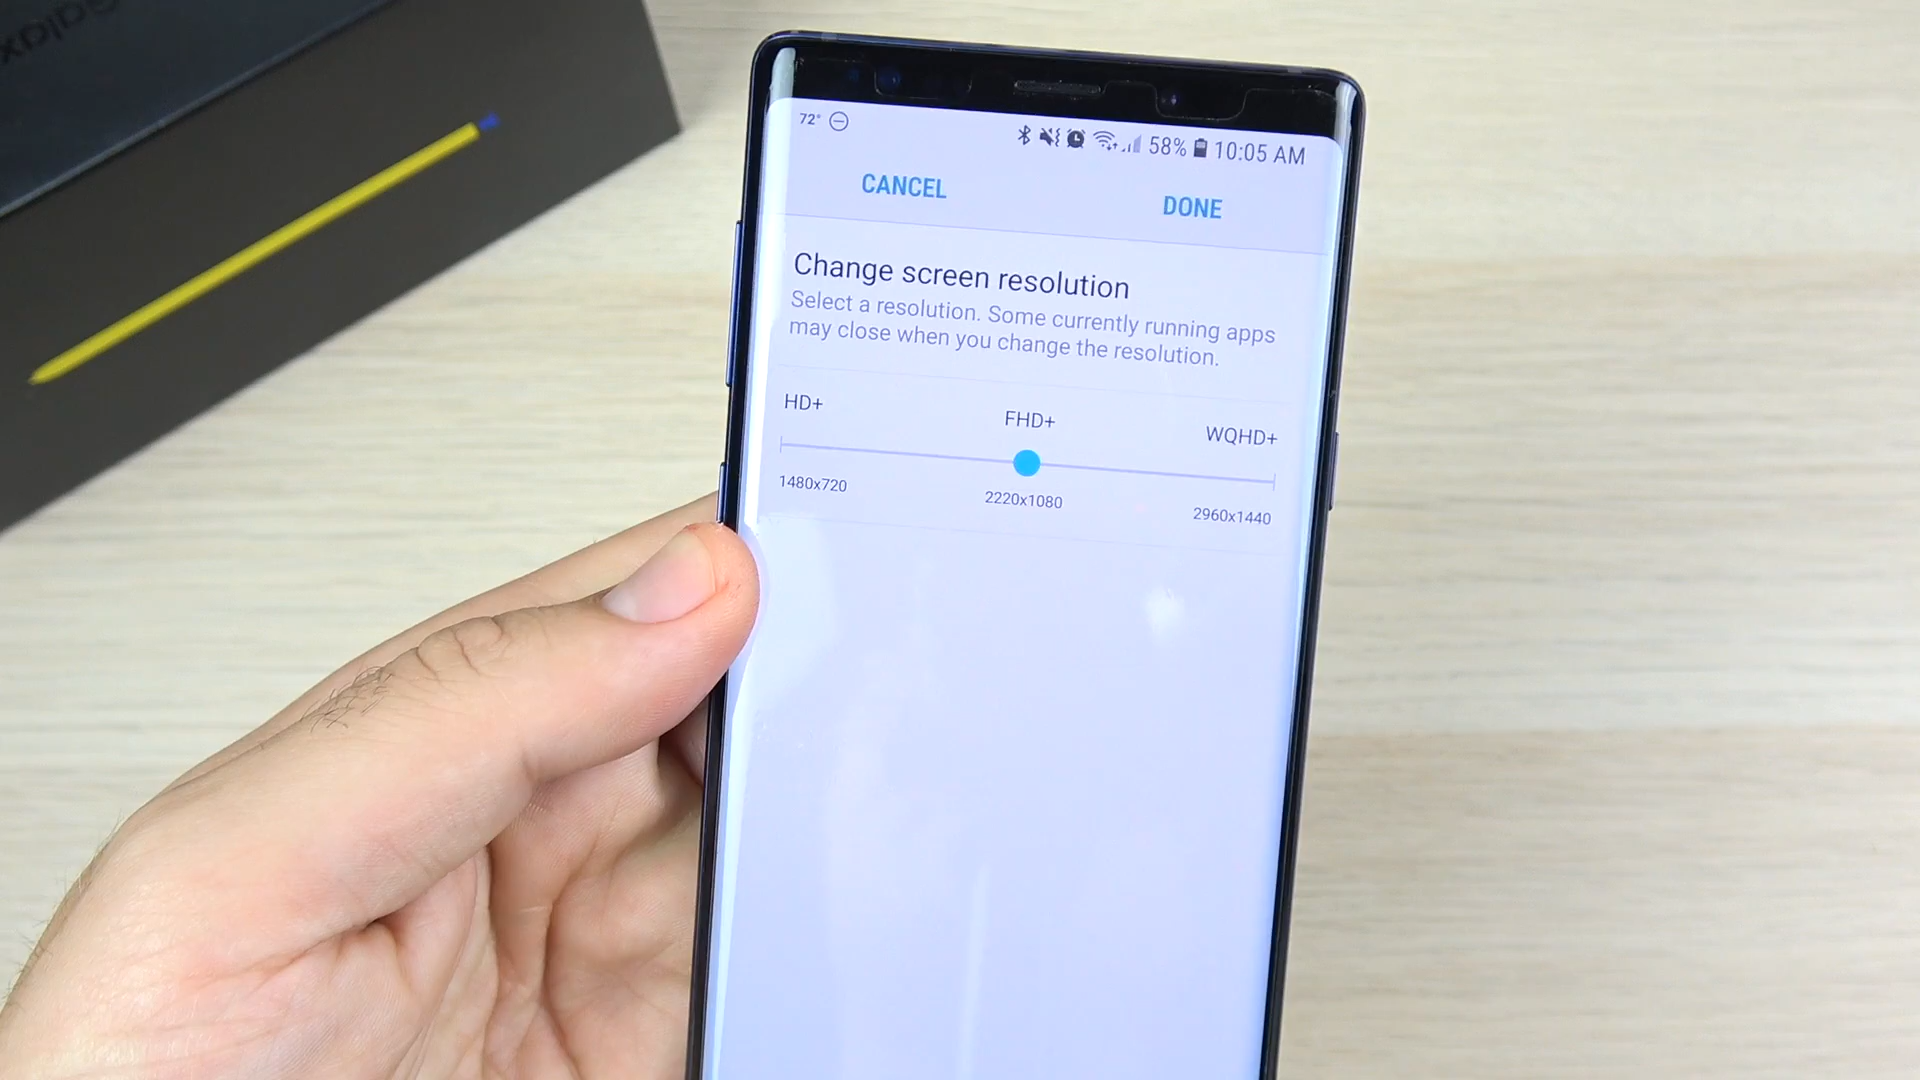 Galax
72° 58% 10:05 AM
CANCEL DONE
Change screen resolution
Select a resolution. Some currently running apps
may close when you change the resolution.
HD+ FHD+ WQHD+
1480x720 2220x1080 2960x1440